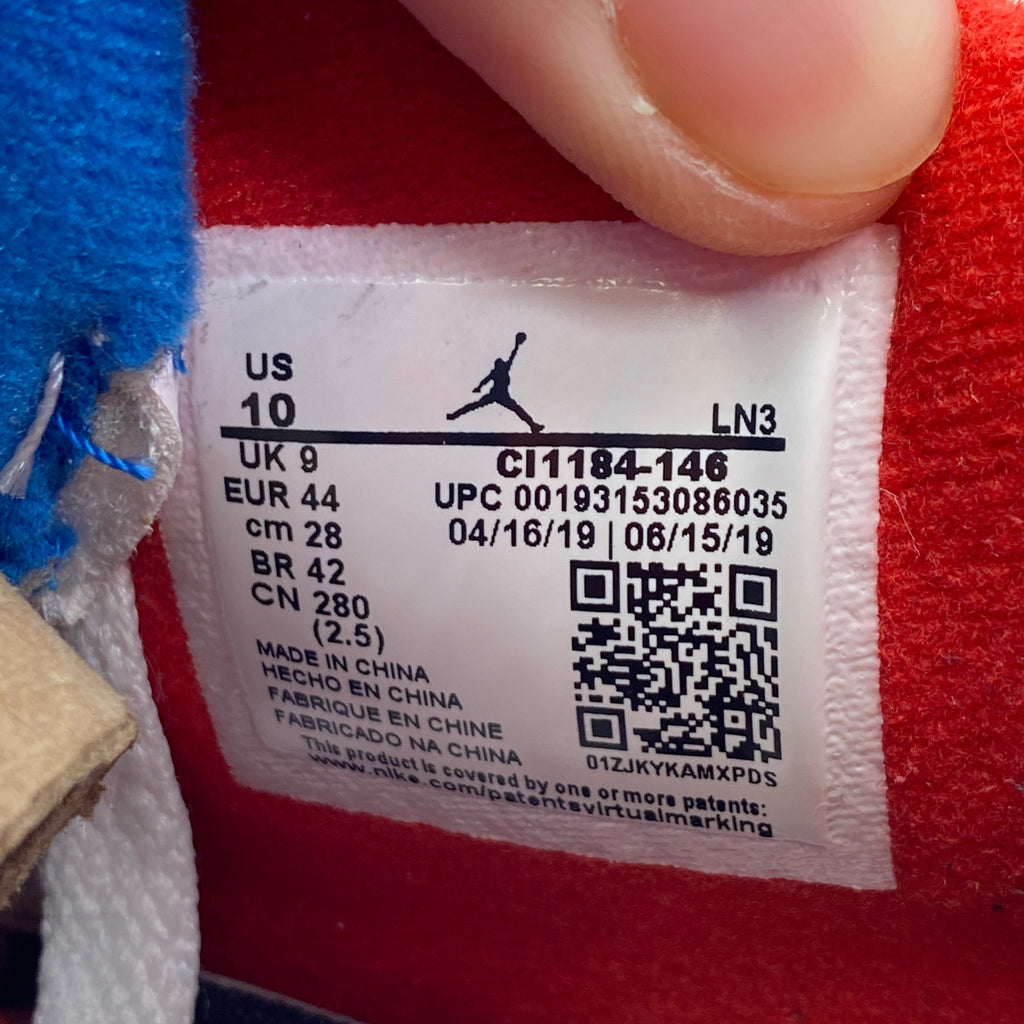 US
10
LN3
UK 9
EUR 44
cm 28
BR 42
CN 280
(2.5)
CI1184-146
UPC 00193153086035
04/16/19 | 06/15/19
MADE IN CHINA
HECHO EN CHINA
FABRIQUE EN CHINE
FABRICADO NA CHINA
01ZJKYKAMXPDS
This product is covered by one or more patents:
www.nike.com/patentsvirtualmarking